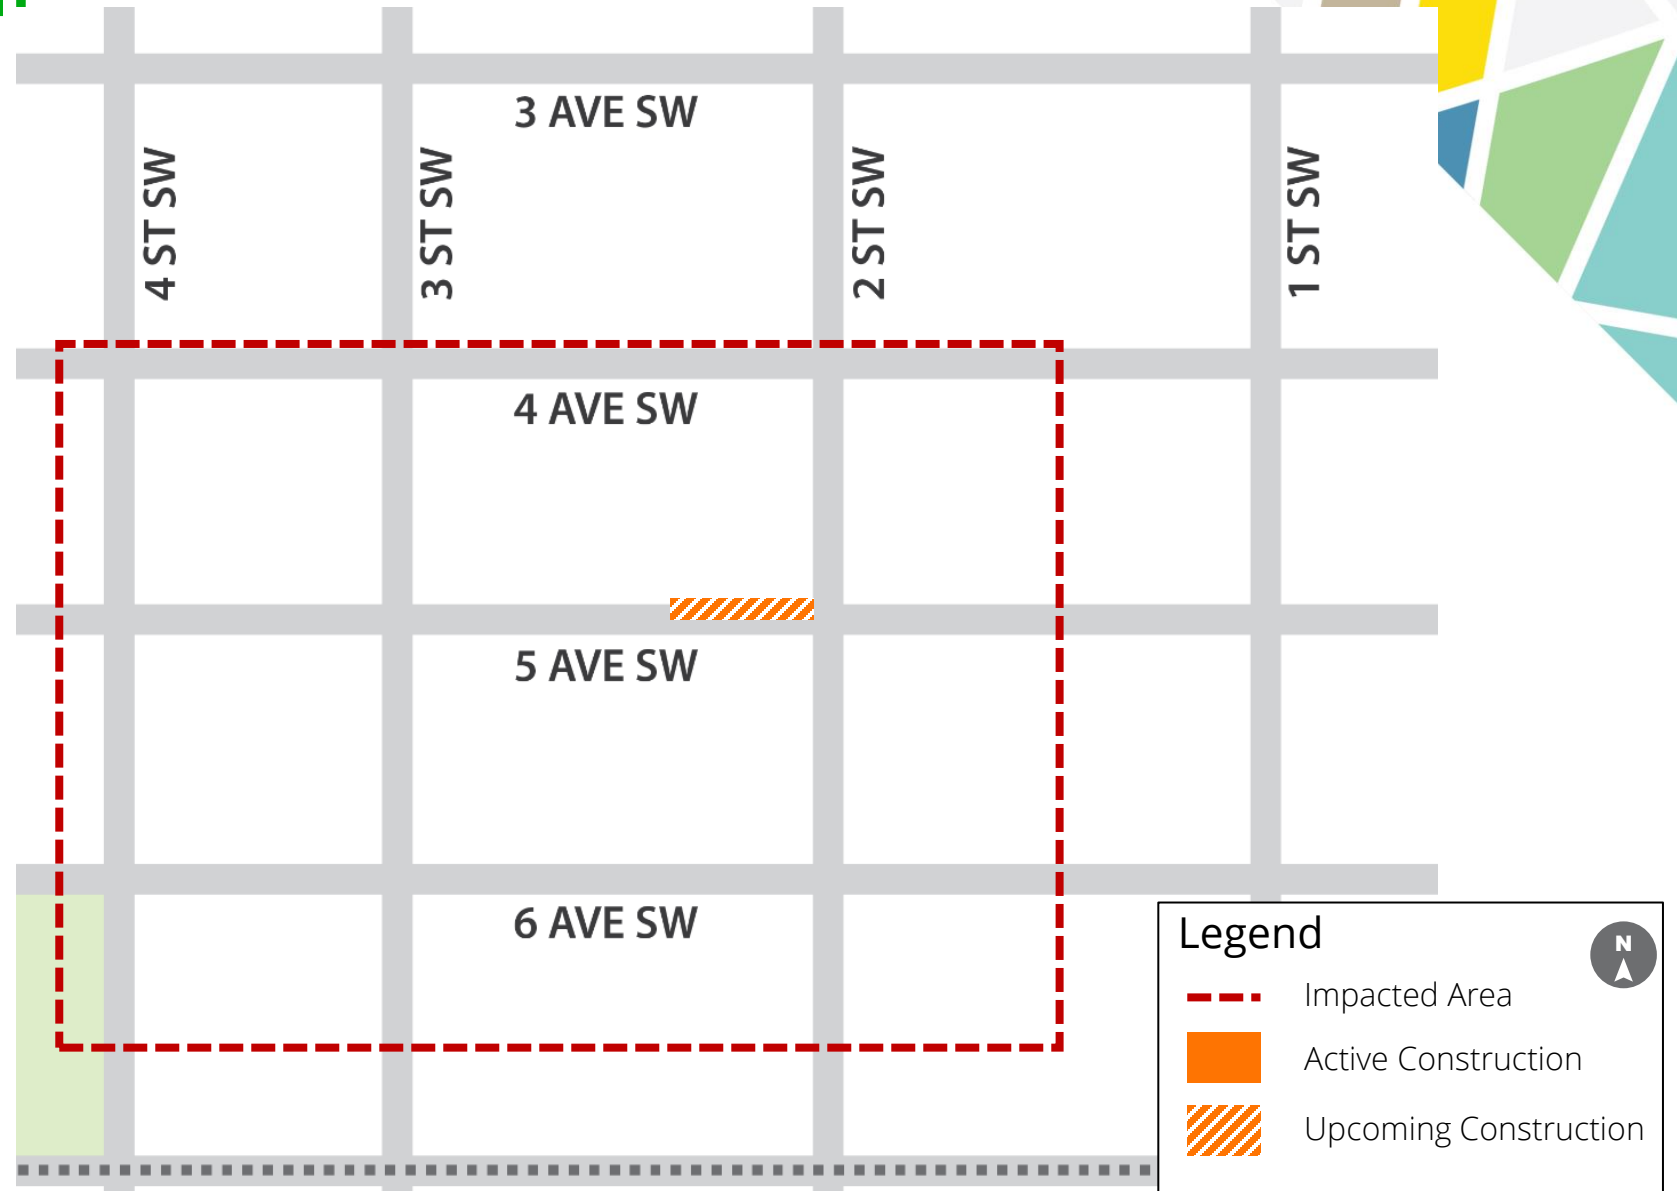 3 AVE SW
4 ST SW
3 ST SW
2 ST SW
1 ST SW
4 AVE SW
5 AVE SW
6 AVE SW
Legend
N
Impacted Area
Active Construction
Upcoming Construction